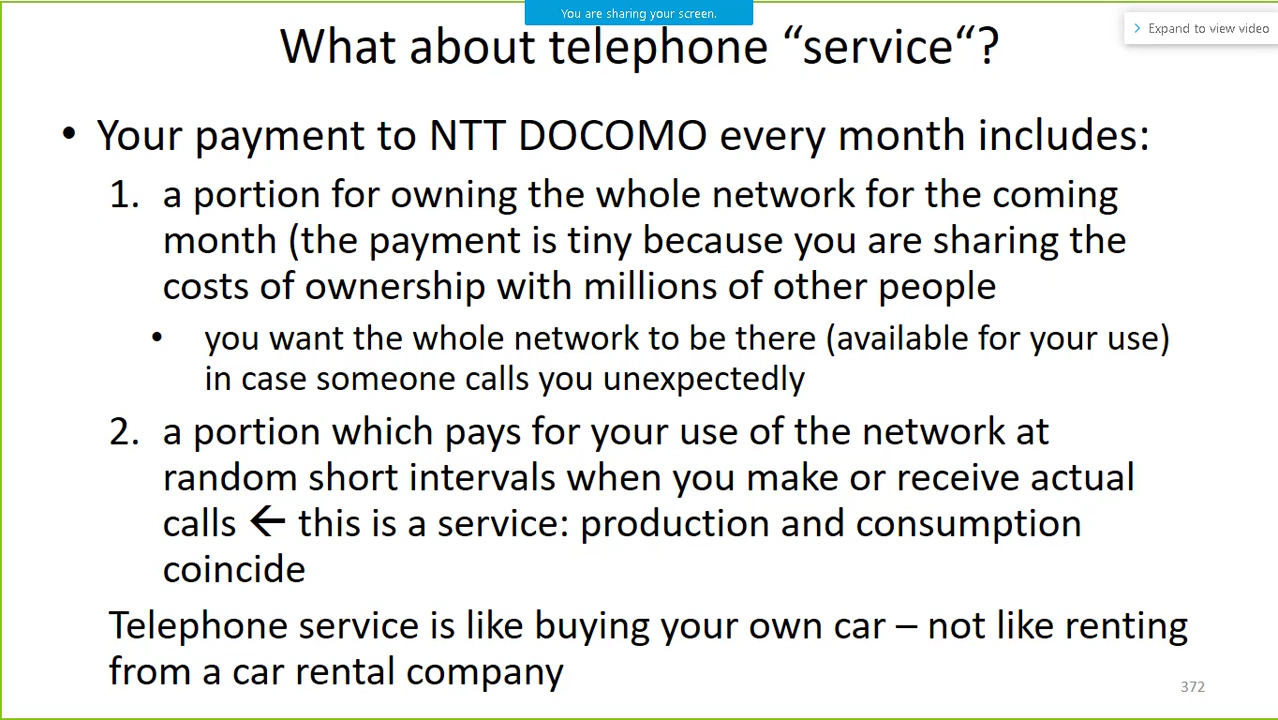 You are sharing your screen.
Expand to view video
What about telephone “service“?
• Your payment to NTT DOCOMO every month includes:
1. a portion for owning the whole network for the coming
month (the payment is tiny because you are sharing the
costs of ownership with millions of other people
• you want the whole network to be there (available for your use)
in case someone calls you unexpectedly
2. a portion which pays for your use of the network at
random short intervals when you make or receive actual
calls ← this is a service: production and consumption
coincide
Telephone service is like buying your own car – not like renting
from a car rental company
372